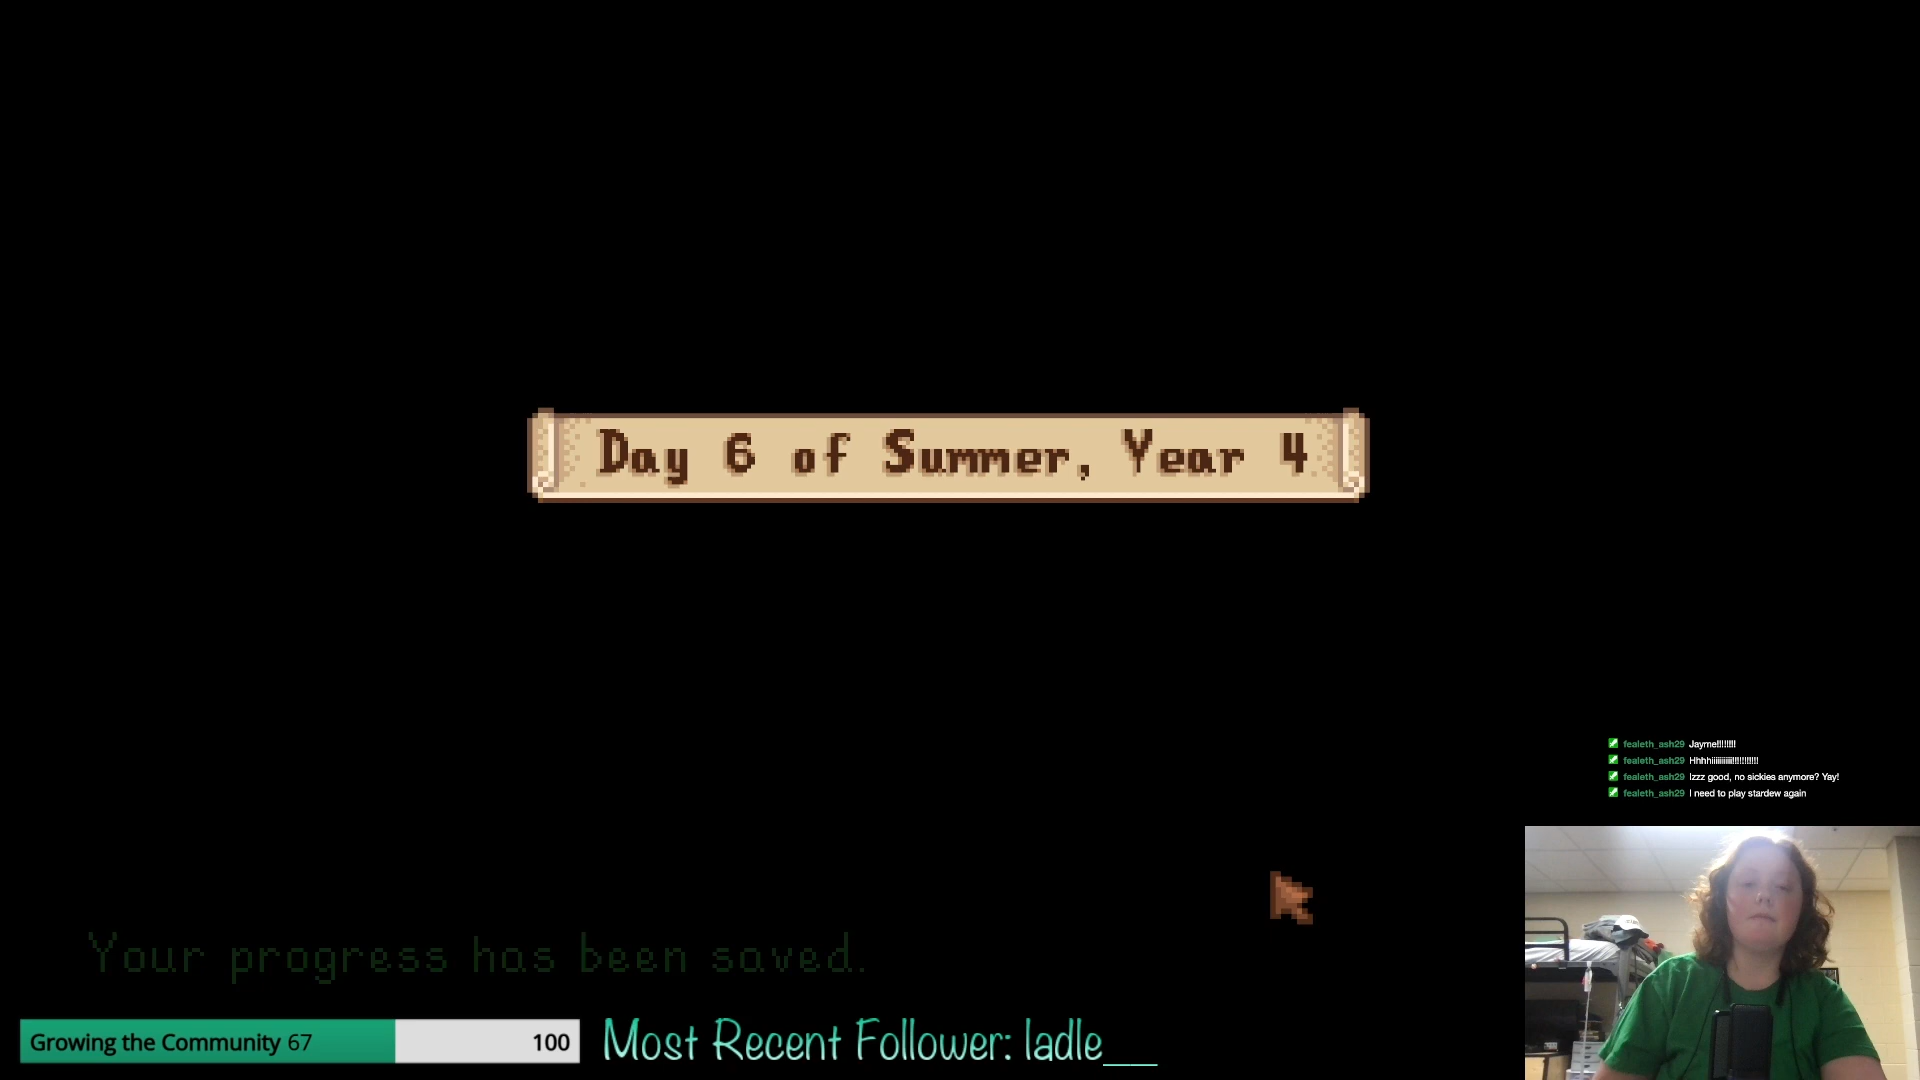 Day 6 of Summer, Year 4
fealeth_ash29 Jayme!!!!!!!!
fealeth_ash29 Hhhhiiiiiiiiiii!!!!!!!!!!!
fealeth_ash29 Izzz good, no sickies anymore? Yay!
fealeth_ash29 I need to play stardew again
Your progress has been saved.
Growing the Community 67 100
Most Recent Follower: ladle__